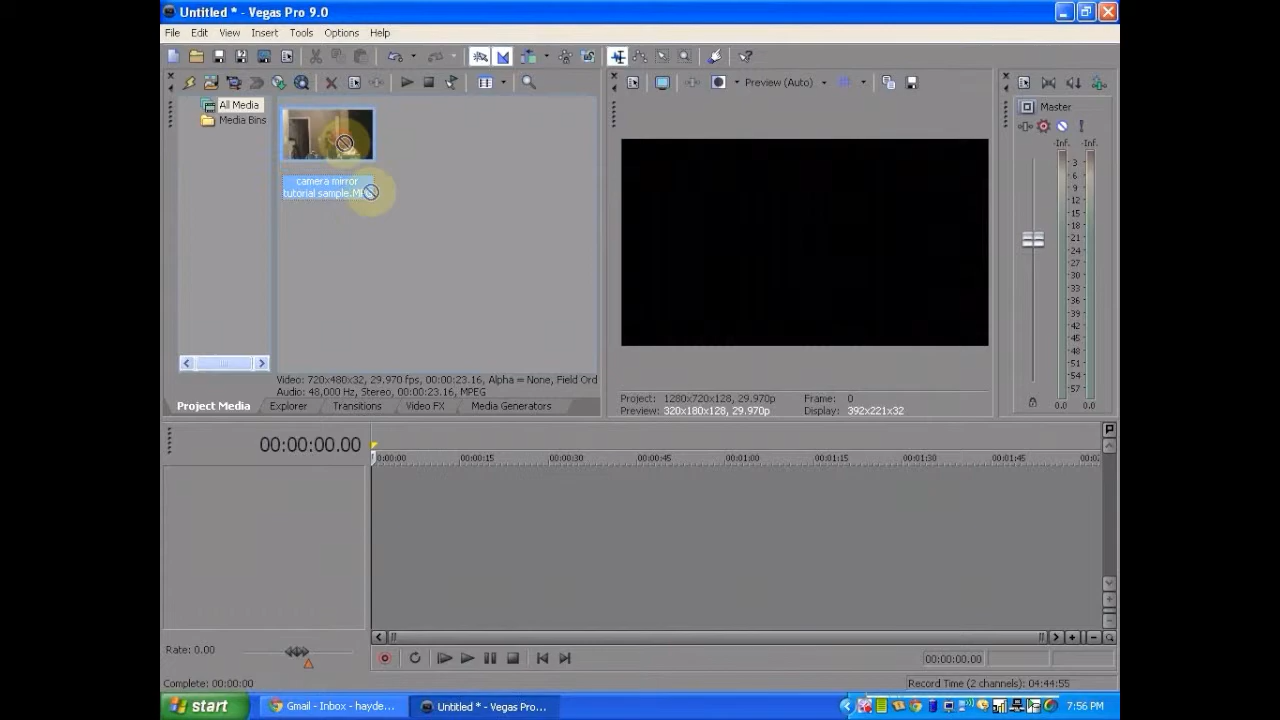 Untitled * - Vegas Pro 9.0
File Edit View Insert Tools Options Help
Preview (Auto)
All Media
Media Bins
camera mirror
tutorial sample.M
Master
-Inf. -Inf.
3
6
9
12
15
18
21
24
27
30
33
36
39
42
45
48
51
54
57
0.0 0.0
Video: 720x480x32, 29.970 fps, 00:00:23.16, Alpha = None, Field Ord
Audio: 48,000 Hz, Stereo, 00:00:23.16, MPEG
Project Media Explorer Transitions Video FX Media Generators
Project: 1280x720x128, 29.970p Frame: 0
Preview: 320x180x128, 29.970p Display: 392x221x32
00:00:00.00
0:00:00 00:00:15 00:00:30 00:00:45 00:01:00 00:01:15 00:01:30 00:01:45 00:0
Rate: 0.00
00:00:00.00
Complete: 00:00:00
Record Time (2 channels): 04:44:55
start Gmail - Inbox - hayde... Untitled * - Vegas Pro... 7:56 PM